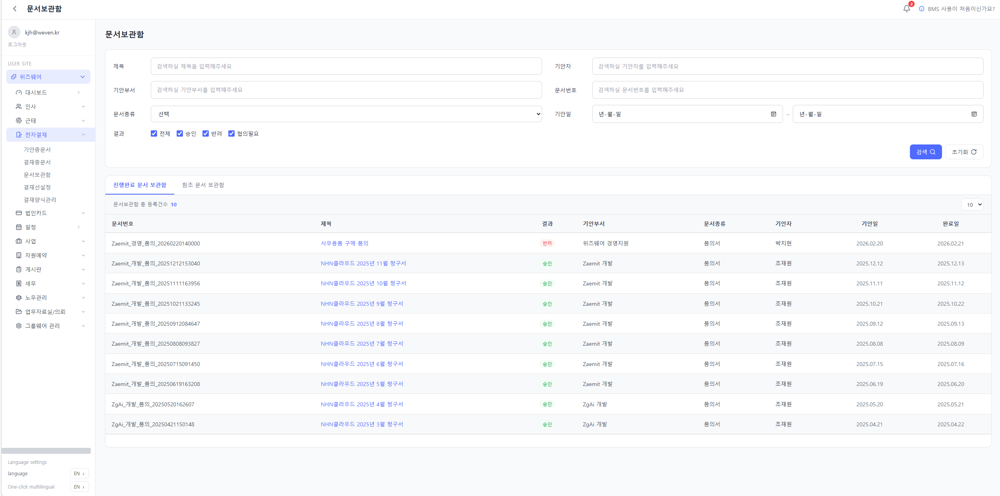 문서보관함
2
BMS 사용이 처음이신가요?
kjh@weven.kr
로그아웃
USER SITE
위즈웨어
대시보드
인사
근태
전자결재
기안중문서
결재중문서
문서보관함
결재선설정
결재양식관리
법인카드
일정
사업
자원예약
게시판
세무
노무관리
업무자료실/의뢰
그룹웨어 관리
Language settings
language EN
One-click multilingual EN
문서보관함
제목 검색하실 제목을 입력해주세요 기안자 검색하실 기안자를 입력해주세요
기안부서 검색하실 기안부서를 입력해주세요 문서번호 검색하실 문서번호를 입력해주세요
문서종류 선택 기안일 년-월-일 ~ 년-월-일
결과 전체 승인 반려 협의필요
검색 초기화
진행완료 문서 보관함 참조 문서 보관함
문서보관함 총 등록건수 10 10
문서번호 제목 결과 기안부서 문서종류 기안자 기안일 완료일
Zaemit_경영_품의_20260220140000 사무용품 구매 품의 반려 위즈웨어 경영지원 품의서 박지현 2026.02.20 2026.02.21
Zaemit_개발_품의_20251212153040 NHN클라우드 2025년 11월 청구서 승인 Zaemit 개발 품의서 조재원 2025.12.12 2025.12.13
Zaemit_개발_품의_20251111163956 NHN클라우드 2025년 10월 청구서 승인 Zaemit 개발 품의서 조재원 2025.11.11 2025.11.12
Zaemit_개발_품의_20251021133245 NHN클라우드 2025년 9월 청구서 승인 Zaemit 개발 품의서 조재원 2025.10.21 2025.10.22
Zaemit_개발_품의_20250912084647 NHN클라우드 2025년 8월 청구서 승인 Zaemit 개발 품의서 조재원 2025.09.12 2025.09.13
Zaemit_개발_품의_20250808093827 NHN클라우드 2025년 7월 청구서 승인 Zaemit 개발 품의서 조재원 2025.08.08 2025.08.09
Zaemit_개발_품의_20250715091450 NHN클라우드 2025년 6월 청구서 승인 Zaemit 개발 품의서 조재원 2025.07.15 2025.07.16
Zaemit_개발_품의_20250619163208 NHN클라우드 2025년 5월 청구서 승인 Zaemit 개발 품의서 조재원 2025.06.19 2025.06.20
ZgAi_개발_품의_20250520162607 NHN클라우드 2025년 4월 청구서 승인 ZgAi 개발 품의서 조재원 2025.05.20 2025.05.21
ZgAi_개발_품의_20250421150148 NHN클라우드 2025년 3월 청구서 승인 ZgAi 개발 품의서 조재원 2025.04.21 2025.04.22